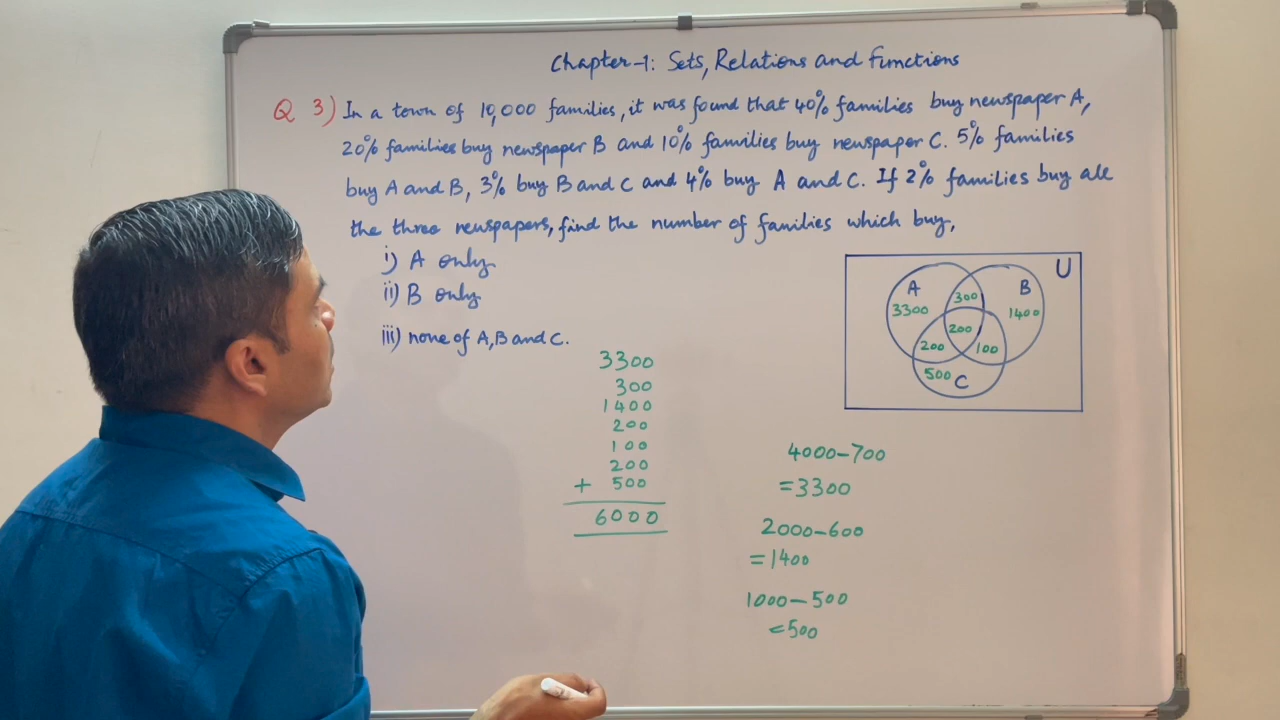 Chapter-1: Sets, Relations and Functions
Q 3) In a town of 10,000 families, it was found that 40% families buy newspaper A,
20% families buy newspaper B and 10% families buy newspaper C. 5% families
buy A and B, 3% buy B and C and 4% buy A and C. If 2% families buy all
the three newspapers, find the number of families which buy,
i) A only
ii) B only
iii) none of A, B and C.
U
A
B
300
3300
1400
200
200
100
500 C
3300
300
1400
200
100
200
+ 500
6000
4000-700
=3300
2000-600
=1400
1000-500
=500